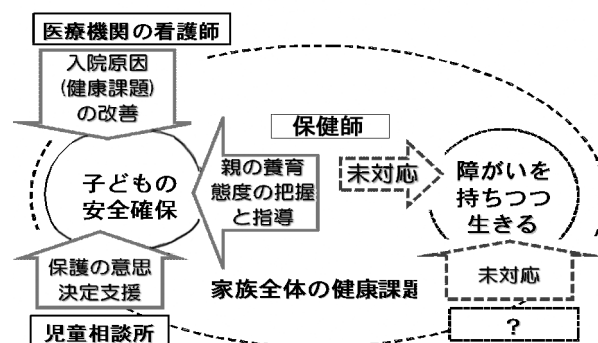 医療機関の看護師
入院原因
(健康課題)
の改善
保健師
子どもの
安全確保
親の養育
態度の把握
と指導
未対応
障がいを
持ちつつ
生きる
保護の意思
決定支援
家族全体の健康課題
未対応
児童相談所
?